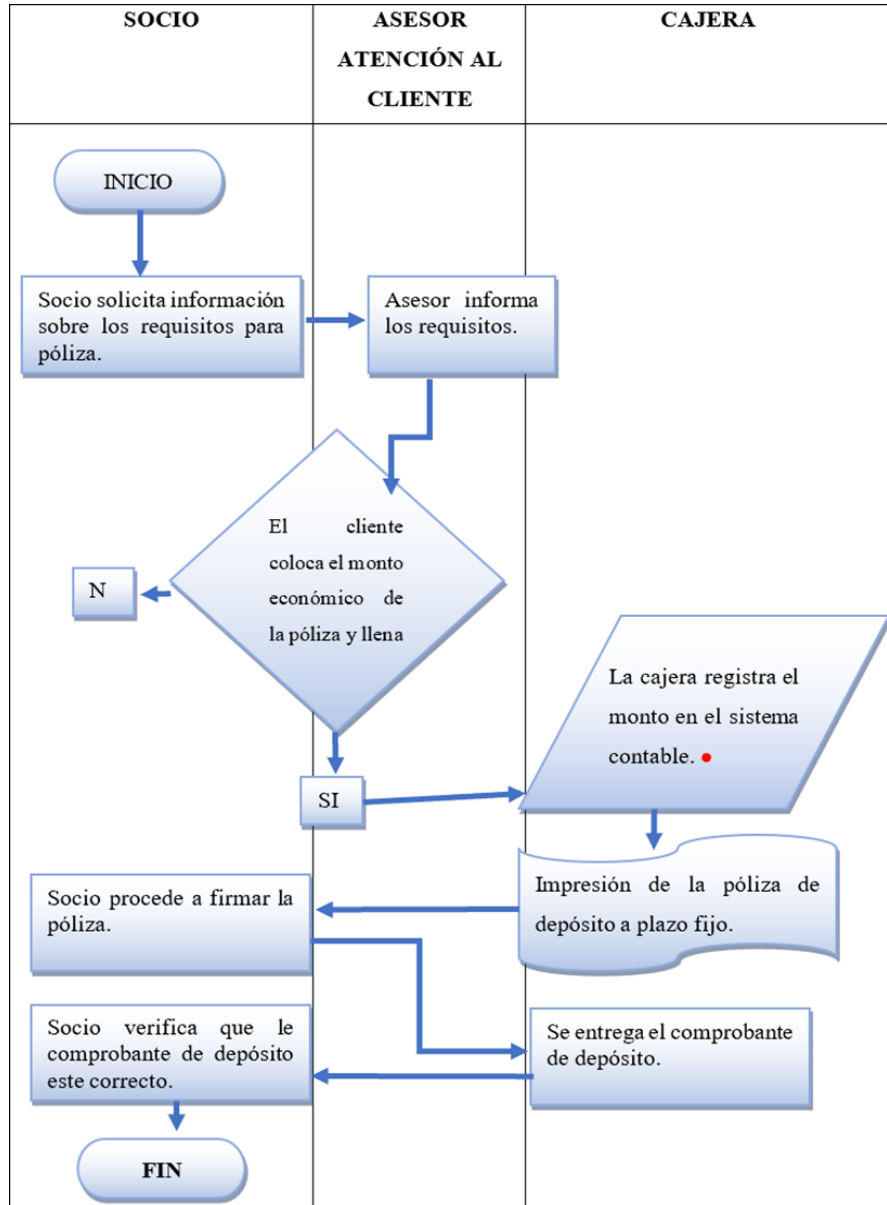 SOCIO
ASESOR
ATENCIÓN AL
CLIENTE
CAJERA
INICIO
Socio solicita información
sobre los requisitos para
póliza.
Asesor informa
los requisitos.
El cliente
coloca el monto
económico de
la póliza y llena
N
SI
La cajera registra el
monto en el sistema
contable.
Impresión de la póliza de
depósito a plazo fijo.
Socio procede a firmar la
póliza.
Se entrega el comprobante
de depósito.
Socio verifica que le
comprobante de depósito
este correcto.
FIN